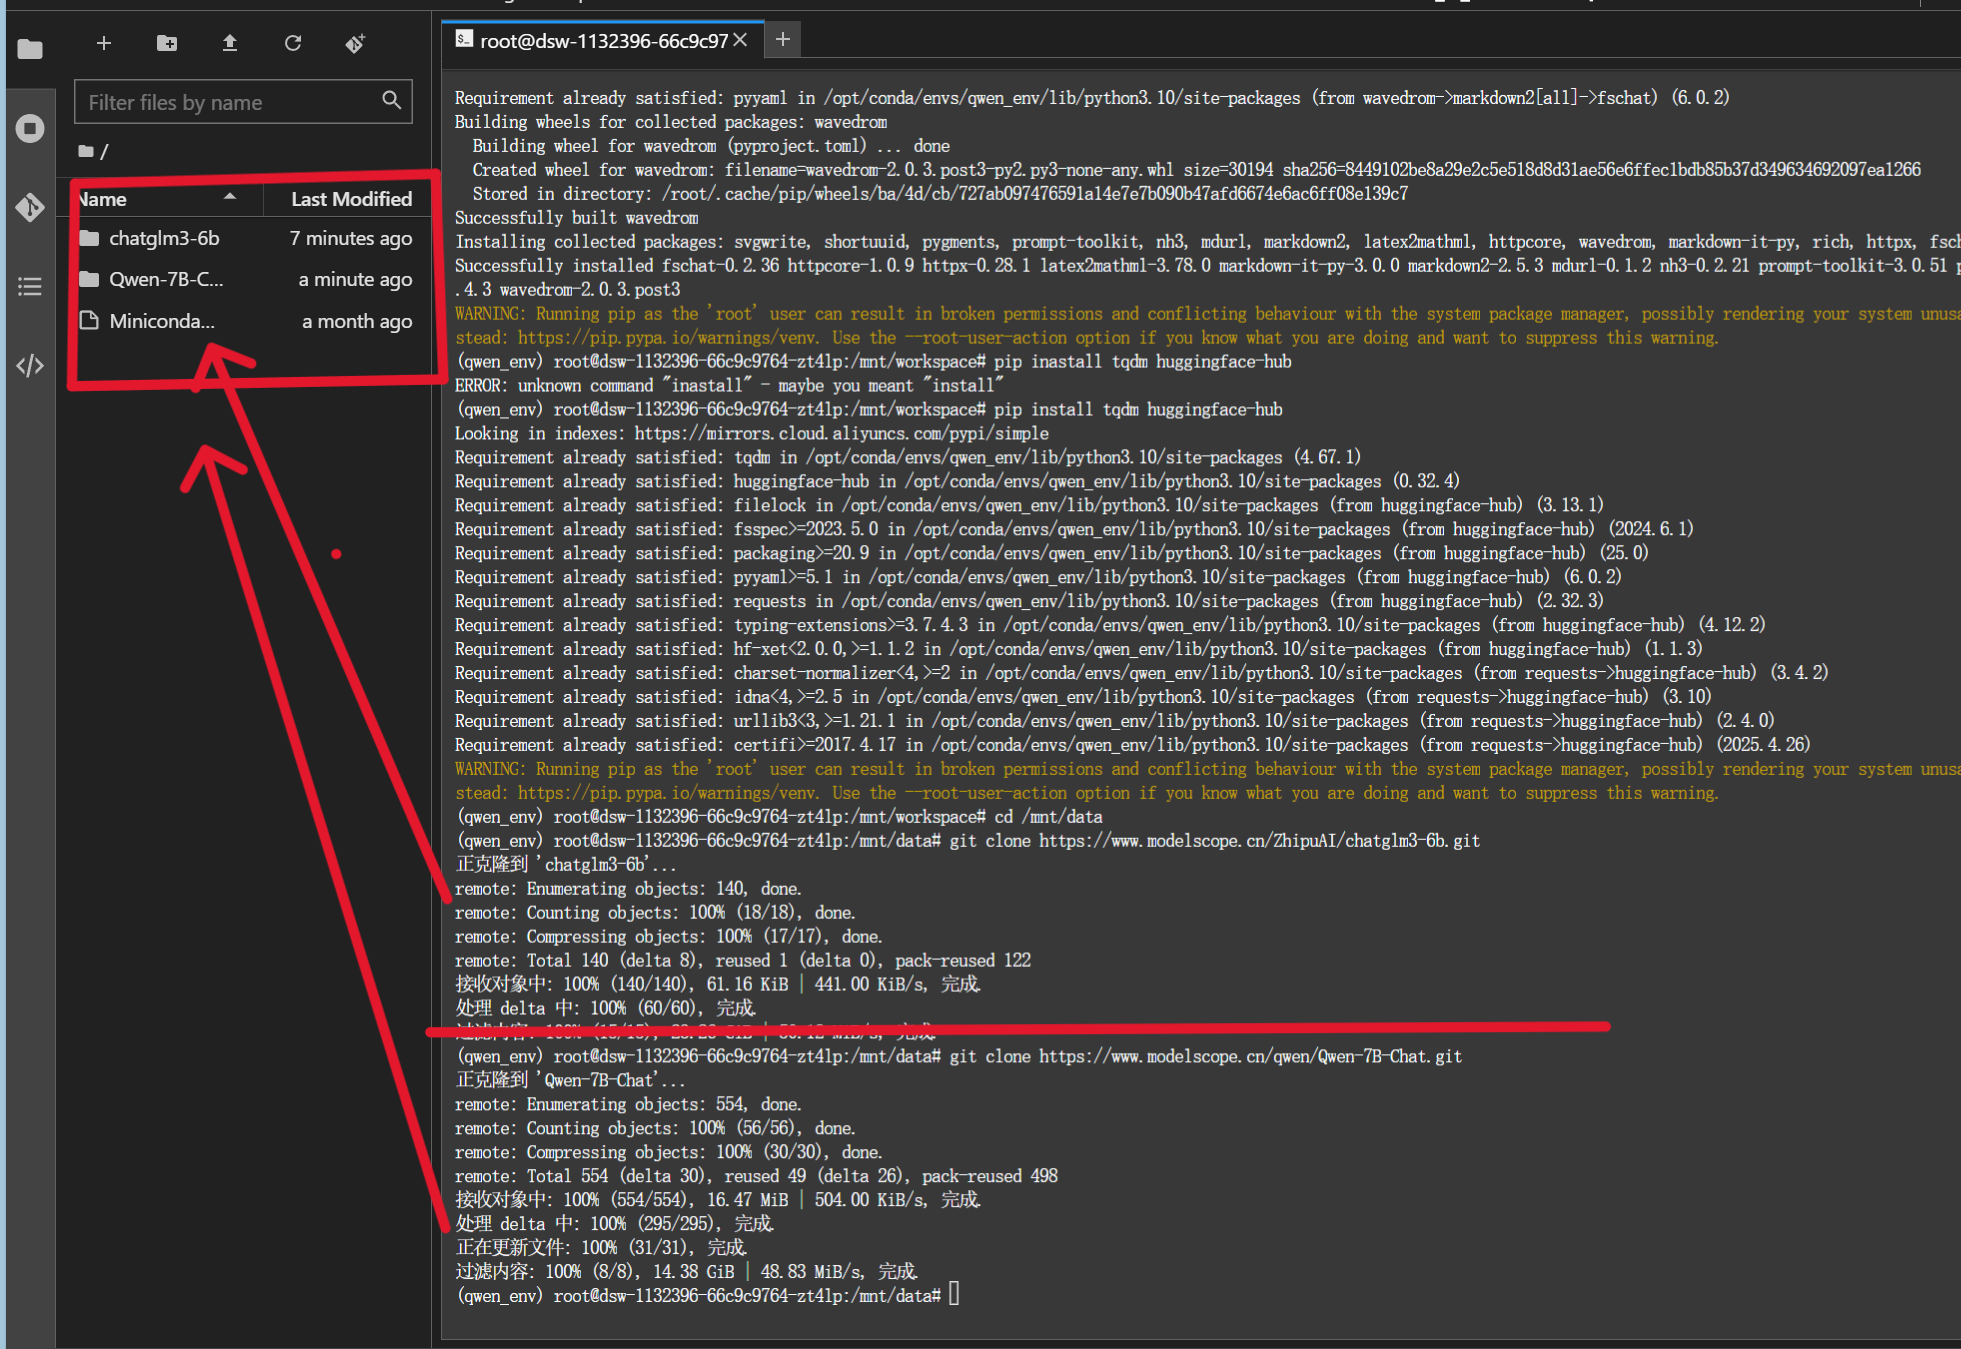 root@dsw-1132396-66c9c97
Filter files by name
/
Name Last Modified
chatglm3-6b 7 minutes ago
Qwen-7B-C... a minute ago
Miniconda... a month ago
Requirement already satisfied: pyyaml in /opt/conda/envs/qwen_env/lib/python3.10/site-packages (from wavedrom->markdown2[all]->fschat) (6.0.2)
Building wheels for collected packages: wavedrom
Building wheel for wavedrom (pyproject.toml) ... done
Created wheel for wavedrom: filename=wavedrom-2.0.3.post3-py2.py3-none-any.whl size=30194 sha256=8449102be8a29e2c5e518d8d31ae56e6ffec1bdb85b37d349634692097ea1266
Stored in directory: /root/.cache/pip/wheels/ba/4d/cb/727ab097476591a14e7e7b090b47afd6674e6ac6ff08e139c7
Successfully built wavedrom
Installing collected packages: svgwrite, shortuuid, pygments, prompt-toolkit, nh3, mdurl, markdown2, latex2mathml, httpcore, wavedrom, markdown-it-py, rich, httpx, fsch
Successfully installed fschat-0.2.36 httpcore-1.0.9 httpx-0.28.1 latex2mathml-3.78.0 markdown-it-py-3.0.0 markdown2-2.5.3 mdurl-0.1.2 nh3-0.2.21 prompt-toolkit-3.0.51 p
.4.3 wavedrom-2.0.3.post3
WARNING: Running pip as the 'root' user can result in broken permissions and conflicting behaviour with the system package manager, possibly rendering your system unusa
stead: https://pip.pypa.io/warnings/venv. Use the --root-user-action option if you know what you are doing and want to suppress this warning.
(qwen_env) root@dsw-1132396-66c9c9764-zt4lp:/mnt/workspace# pip inastall tqdm huggingface-hub
ERROR: unknown command "inastall" - maybe you meant "install"
(qwen_env) root@dsw-1132396-66c9c9764-zt4lp:/mnt/workspace# pip install tqdm huggingface-hub
Looking in indexes: https://mirrors.cloud.aliyuncs.com/pypi/simple
Requirement already satisfied: tqdm in /opt/conda/envs/qwen_env/lib/python3.10/site-packages (4.67.1)
Requirement already satisfied: huggingface-hub in /opt/conda/envs/qwen_env/lib/python3.10/site-packages (0.32.4)
Requirement already satisfied: filelock in /opt/conda/envs/qwen_env/lib/python3.10/site-packages (from huggingface-hub) (3.13.1)
Requirement already satisfied: fsspec>=2023.5.0 in /opt/conda/envs/qwen_env/lib/python3.10/site-packages (from huggingface-hub) (2024.6.1)
Requirement already satisfied: packaging>=20.9 in /opt/conda/envs/qwen_env/lib/python3.10/site-packages (from huggingface-hub) (25.0)
Requirement already satisfied: pyyaml>=5.1 in /opt/conda/envs/qwen_env/lib/python3.10/site-packages (from huggingface-hub) (6.0.2)
Requirement already satisfied: requests in /opt/conda/envs/qwen_env/lib/python3.10/site-packages (from huggingface-hub) (2.32.3)
Requirement already satisfied: typing-extensions>=3.7.4.3 in /opt/conda/envs/qwen_env/lib/python3.10/site-packages (from huggingface-hub) (4.12.2)
Requirement already satisfied: hf-xet<2.0.0,>=1.1.2 in /opt/conda/envs/qwen_env/lib/python3.10/site-packages (from huggingface-hub) (1.1.3)
Requirement already satisfied: charset-normalizer<4,>=2 in /opt/conda/envs/qwen_env/lib/python3.10/site-packages (from requests->huggingface-hub) (3.4.2)
Requirement already satisfied: idna<4,>=2.5 in /opt/conda/envs/qwen_env/lib/python3.10/site-packages (from requests->huggingface-hub) (3.10)
Requirement already satisfied: urllib3<3,>=1.21.1 in /opt/conda/envs/qwen_env/lib/python3.10/site-packages (from requests->huggingface-hub) (2.4.0)
Requirement already satisfied: certifi>=2017.4.17 in /opt/conda/envs/qwen_env/lib/python3.10/site-packages (from requests->huggingface-hub) (2025.4.26)
WARNING: Running pip as the 'root' user can result in broken permissions and conflicting behaviour with the system package manager, possibly rendering your system unusa
stead: https://pip.pypa.io/warnings/venv. Use the --root-user-action option if you know what you are doing and want to suppress this warning.
(qwen_env) root@dsw-1132396-66c9c9764-zt4lp:/mnt/workspace# cd /mnt/data
(qwen_env) root@dsw-1132396-66c9c9764-zt4lp:/mnt/data# git clone https://www.modelscope.cn/ZhipuAI/chatglm3-6b.git
正克隆到 'chatglm3-6b'...
remote: Enumerating objects: 140, done.
remote: Counting objects: 100% (18/18), done.
remote: Compressing objects: 100% (17/17), done.
remote: Total 140 (delta 8), reused 1 (delta 0), pack-reused 122
接收对象中: 100% (140/140), 61.16 KiB | 441.00 KiB/s, 完成.
处理 delta 中: 100% (60/60), 完成.
过滤内容: 100% (15/15), GiB | MiB/s, 完成.
(qwen_env) root@dsw-1132396-66c9c9764-zt4lp:/mnt/data# git clone https://www.modelscope.cn/qwen/Qwen-7B-Chat.git
正克隆到 'Qwen-7B-Chat'...
remote: Enumerating objects: 554, done.
remote: Counting objects: 100% (56/56), done.
remote: Compressing objects: 100% (30/30), done.
remote: Total 554 (delta 30), reused 49 (delta 26), pack-reused 498
接收对象中: 100% (554/554), 16.47 MiB | 504.00 KiB/s, 完成.
处理 delta 中: 100% (295/295), 完成.
正在更新文件: 100% (31/31), 完成.
过滤内容: 100% (8/8), 14.38 GiB | 48.83 MiB/s, 完成.
(qwen_env) root@dsw-1132396-66c9c9764-zt4lp:/mnt/data#